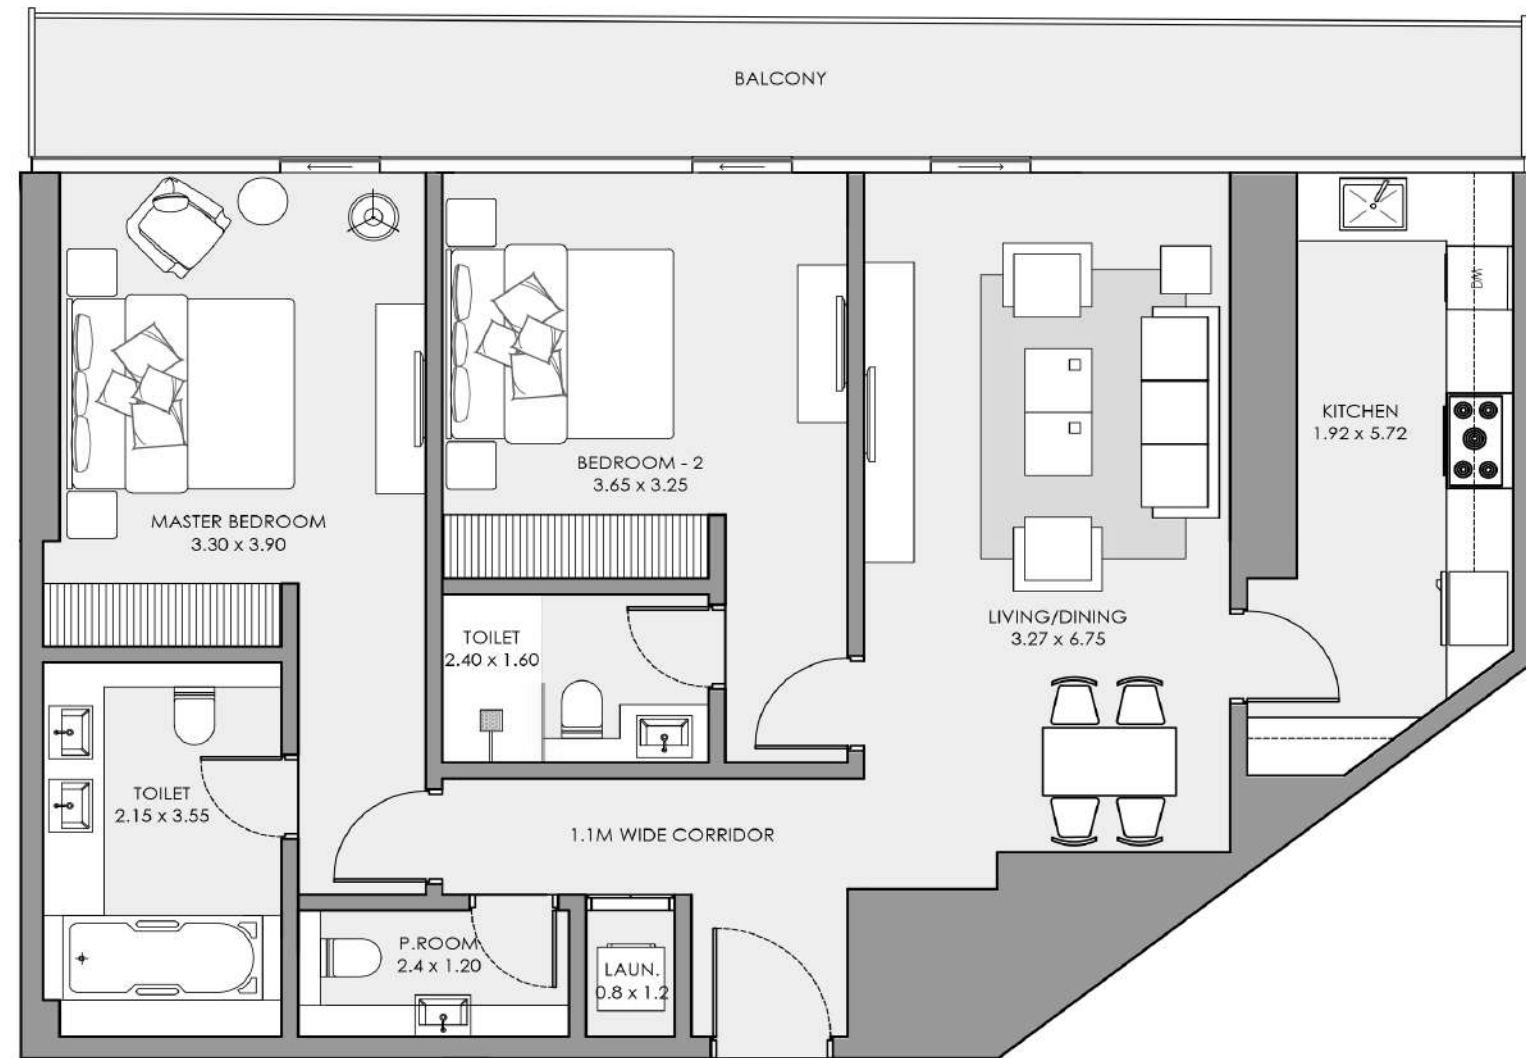 BALCONY
KITCHEN
1.92 x 5.72
DW
BEDROOM - 2
3.65 x 3.25
MASTER BEDROOM
3.30 x 3.90
LIVING/DINING
3.27 x 6.75
TOILET
2.40 x 1.60
TOILET
2.15 x 3.55
1.1M WIDE CORRIDOR
P.ROOM
2.4 x 1.20
LAUN.
0.8 x 1.2